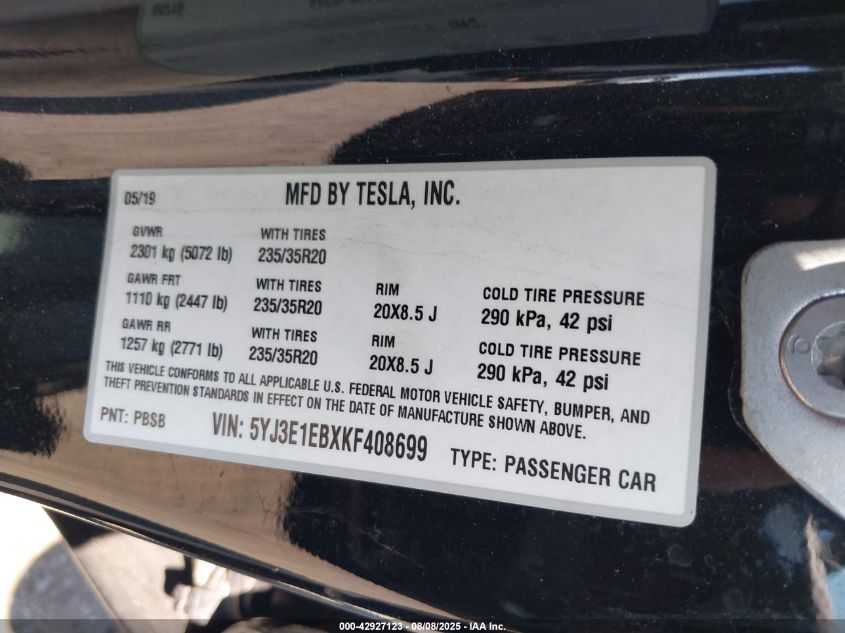 05/19 MFD BY TESLA, INC.
GVWR WITH TIRES
2301 kg (5072 lb) 235/35R20
GAWR FRT WITH TIRES RIM COLD TIRE PRESSURE
1110 kg (2447 lb) 235/35R20 20X8.5 J 290 kPa, 42 psi
GAWR RR WITH TIRES RIM COLD TIRE PRESSURE
1257 kg (2771 lb) 235/35R20 20X8.5 J 290 kPa, 42 psi
THIS VEHICLE CONFORMS TO ALL APPLICABLE U.S. FEDERAL MOTOR VEHICLE SAFETY, BUMPER, AND
THEFT PREVENTION STANDARDS IN EFFECT ON THE DATE OF MANUFACTURE SHOWN ABOVE.
PNT: PBSB VIN: 5YJ3E1EBXKF408699 TYPE: PASSENGER CAR
000-42927123 - 08/08/2025 - IAA Inc.